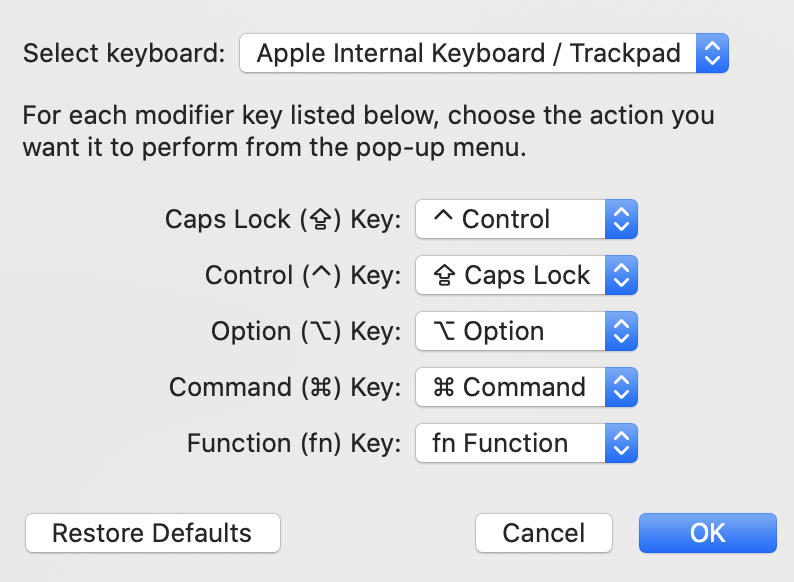 Select keyboard: Apple Internal Keyboard / Trackpad
For each modifier key listed below, choose the action you
want it to perform from the pop-up menu.
Caps Lock (⇪) Key: ^ Control
Control (^) Key: ⇪ Caps Lock
Option (⌥) Key: ⌥ Option
Command (⌘) Key: ⌘ Command
Function (fn) Key: fn Function
Restore Defaults Cancel OK